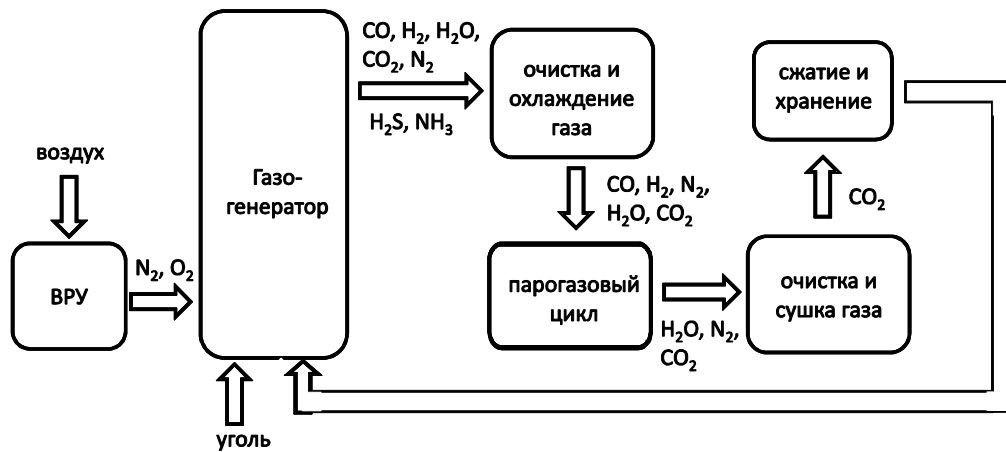 CO, H₂, H₂O,
CO₂, N₂
H₂S, NH₃
очистка и
охлаждение
газа
сжатие и
хранение
воздух
Газо-
генератор
CO, H₂, N₂,
H₂O, CO₂
CO₂
ВРУ
N₂, O₂
парогазовый
цикл
H₂O, N₂,
CO₂
очистка и
сушка газа
уголь